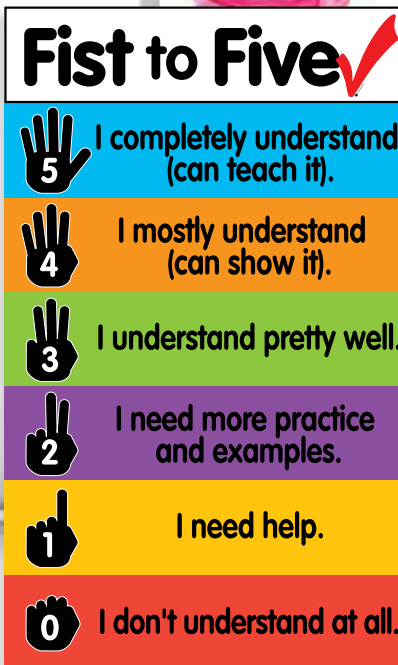 Fist to Five
5
I completely understand
(can teach it).
4
I mostly understand
(can show it).
3
I understand pretty well.
2
I need more practice
and examples.
1
I need help.
0
I don't understand at all.